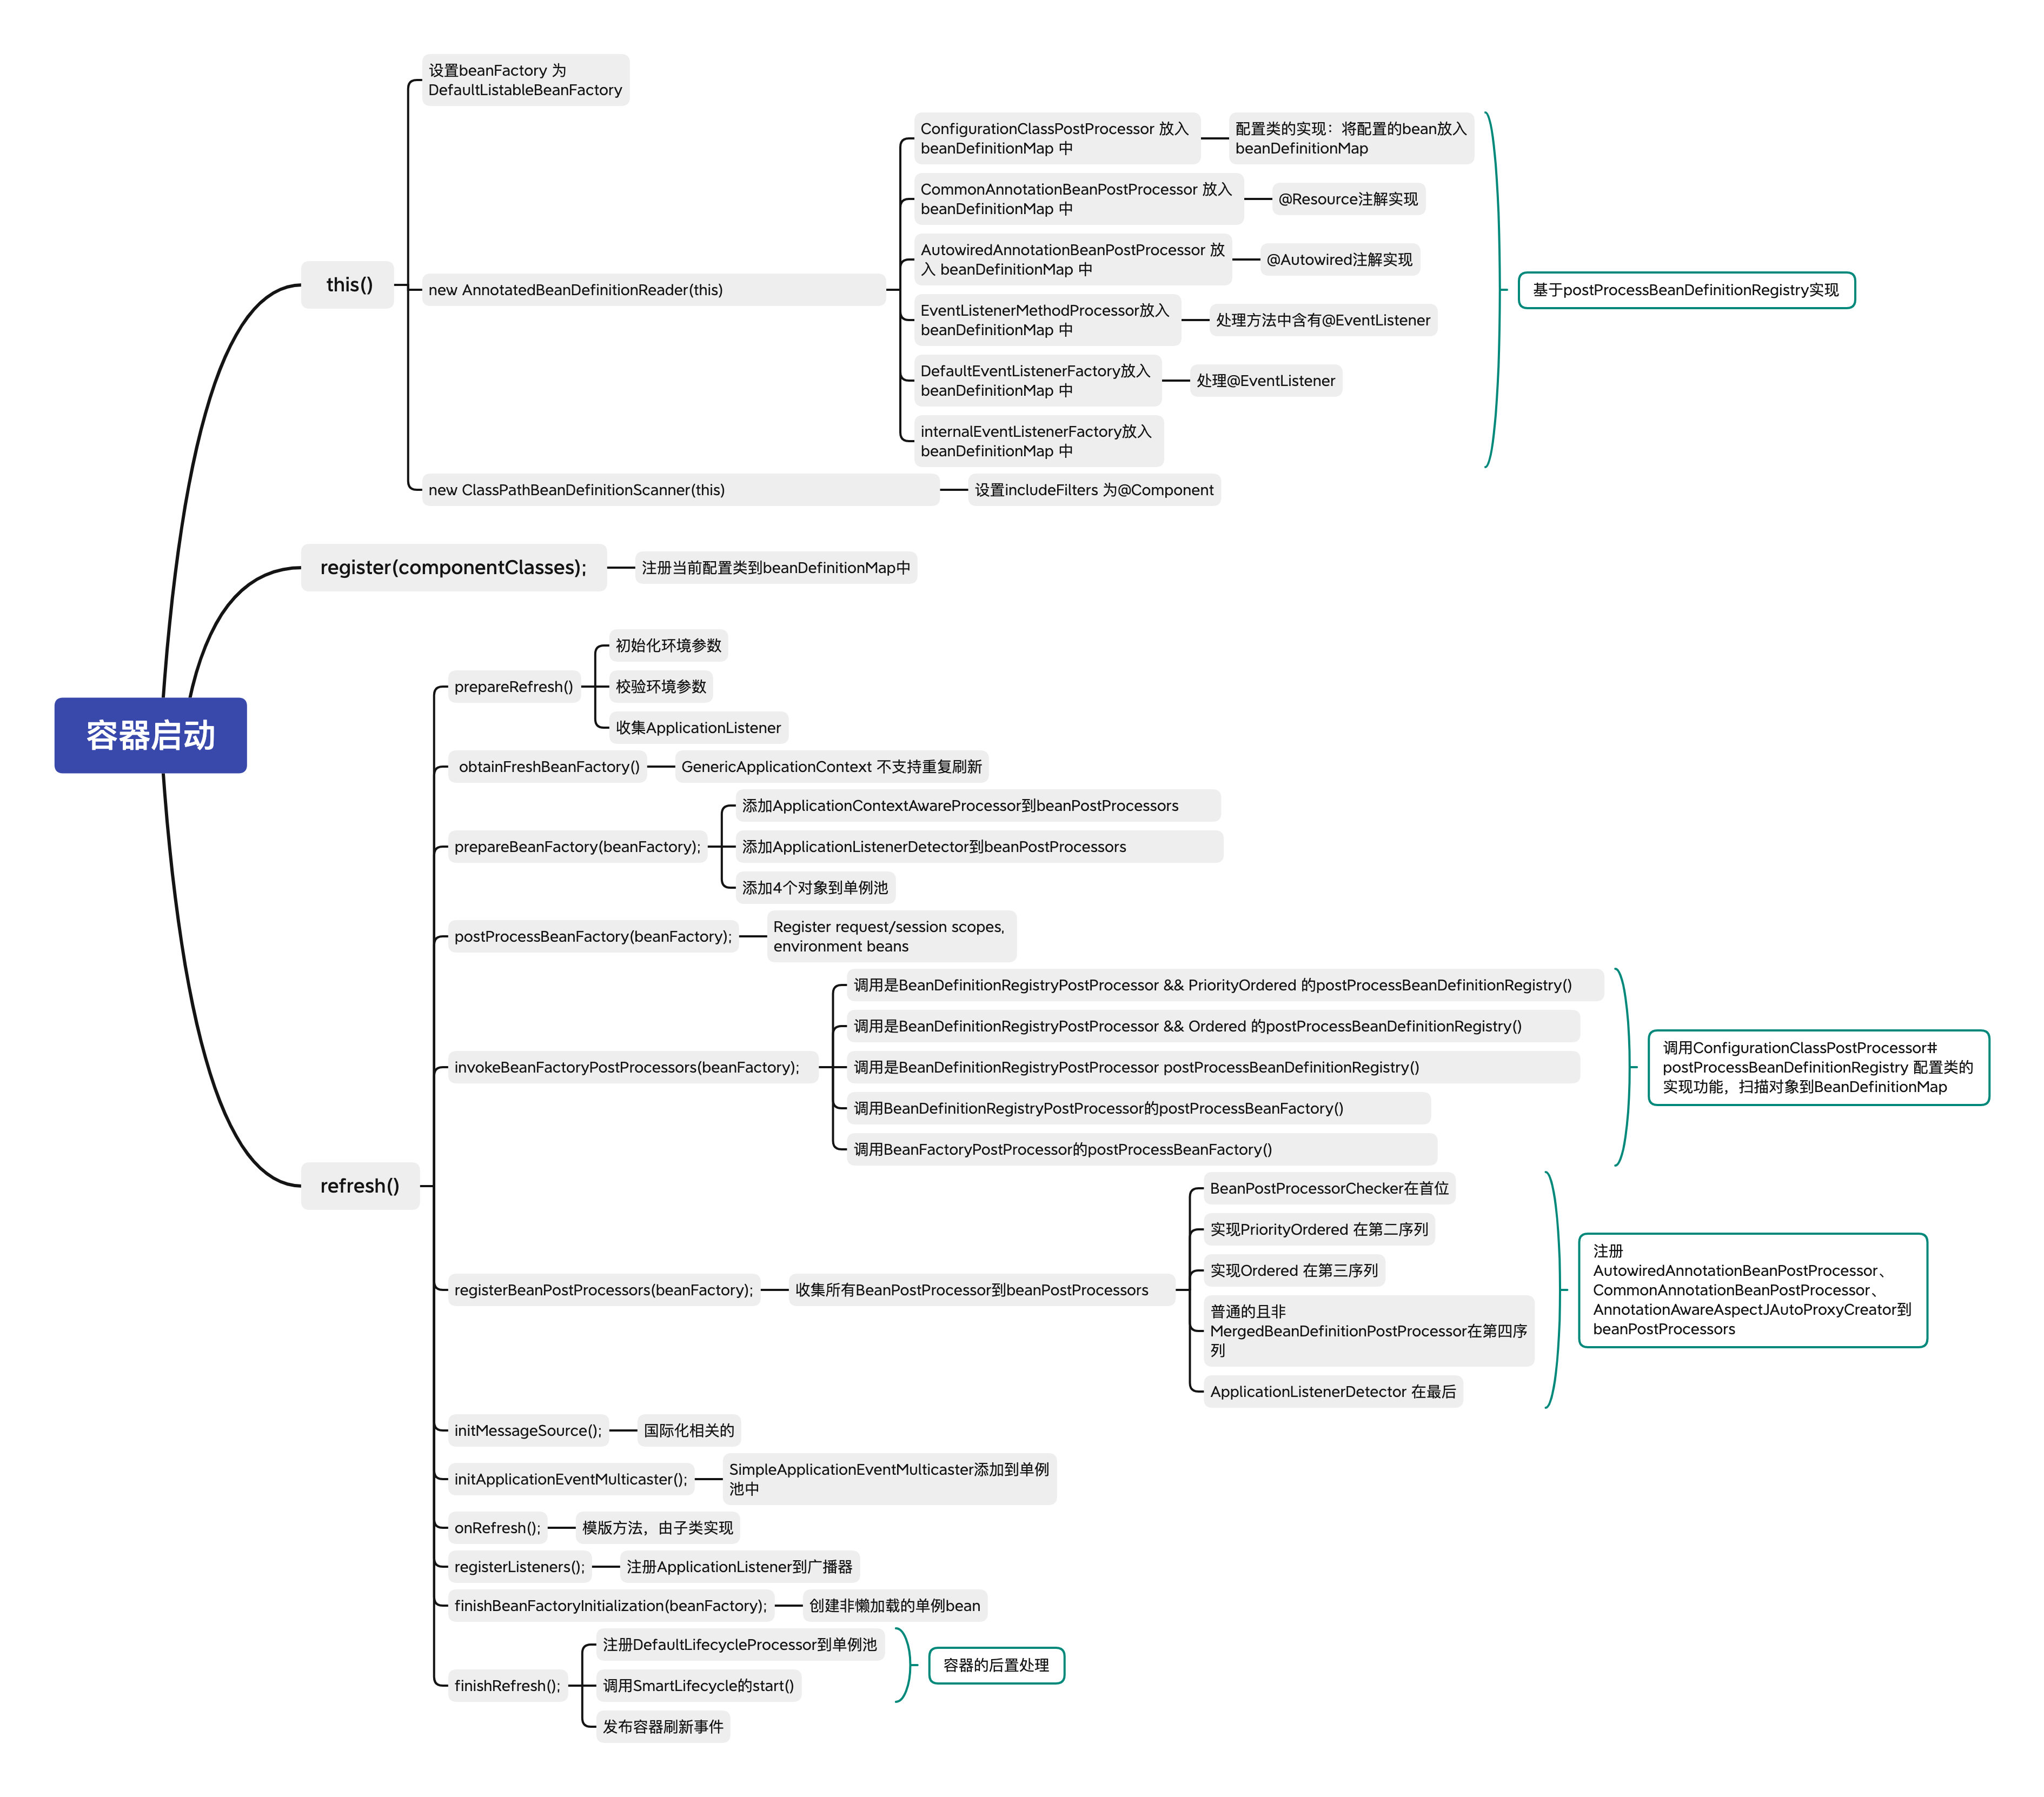 容器启动
this()
设置beanFactory 为
DefaultListableBeanFactory
new AnnotatedBeanDefinitionReader(this)
ConfigurationClassPostProcessor 放入
beanDefinitionMap 中
配置类的实现：将配置的bean放入
beanDefinitionMap
CommonAnnotationBeanPostProcessor 放入
beanDefinitionMap 中
@Resource注解实现
AutowiredAnnotationBeanPostProcessor 放
入 beanDefinitionMap 中
@Autowired注解实现
EventListenerMethodProcessor放入
beanDefinitionMap 中
处理方法中含有@EventListener
DefaultEventListenerFactory放入
beanDefinitionMap 中
处理@EventListener
internalEventListenerFactory放入
beanDefinitionMap 中
基于postProcessBeanDefinitionRegistry实现
new ClassPathBeanDefinitionScanner(this)
设置includeFilters 为@Component
register(componentClasses);
注册当前配置类到beanDefinitionMap中
refresh()
prepareRefresh()
初始化环境参数
校验环境参数
收集ApplicationListener
obtainFreshBeanFactory()
GenericApplicationContext 不支持重复刷新
prepareBeanFactory(beanFactory);
添加ApplicationContextAwareProcessor到beanPostProcessors
添加ApplicationListenerDetector到beanPostProcessors
添加4个对象到单例池
postProcessBeanFactory(beanFactory);
Register request/session scopes,
environment beans
invokeBeanFactoryPostProcessors(beanFactory);
调用是BeanDefinitionRegistryPostProcessor && PriorityOrdered 的postProcessBeanDefinitionRegistry()
调用是BeanDefinitionRegistryPostProcessor && Ordered 的postProcessBeanDefinitionRegistry()
调用是BeanDefinitionRegistryPostProcessor postProcessBeanDefinitionRegistry()
调用BeanDefinitionRegistryPostProcessor的postProcessBeanFactory()
调用BeanFactoryPostProcessor的postProcessBeanFactory()
调用ConfigurationClassPostProcessor#
postProcessBeanDefinitionRegistry 配置类的
实现功能，扫描对象到BeanDefinitionMap
registerBeanPostProcessors(beanFactory);
收集所有BeanPostProcessor到beanPostProcessors
BeanPostProcessorChecker在首位
实现PriorityOrdered 在第二序列
实现Ordered 在第三序列
普通的且非
MergedBeanDefinitionPostProcessor在第四序
列
ApplicationListenerDetector 在最后
注册
AutowiredAnnotationBeanPostProcessor、
CommonAnnotationBeanPostProcessor、
AnnotationAwareAspectJAutoProxyCreator到
beanPostProcessors
initMessageSource();
国际化相关的
initApplicationEventMulticaster();
SimpleApplicationEventMulticaster添加到单例
池中
onRefresh();
模版方法，由子类实现
registerListeners();
注册ApplicationListener到广播器
finishBeanFactoryInitialization(beanFactory);
创建非懒加载的单例bean
finishRefresh();
注册DefaultLifecycleProcessor到单例池
调用SmartLifecycle的start()
发布容器刷新事件
容器的后置处理